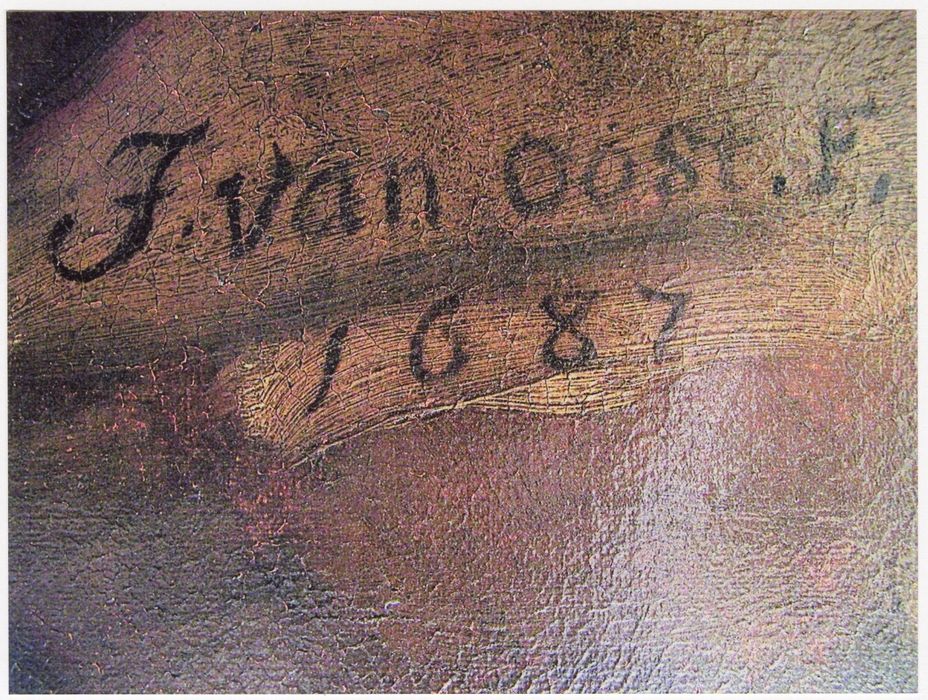 J. van oost. F,
1687